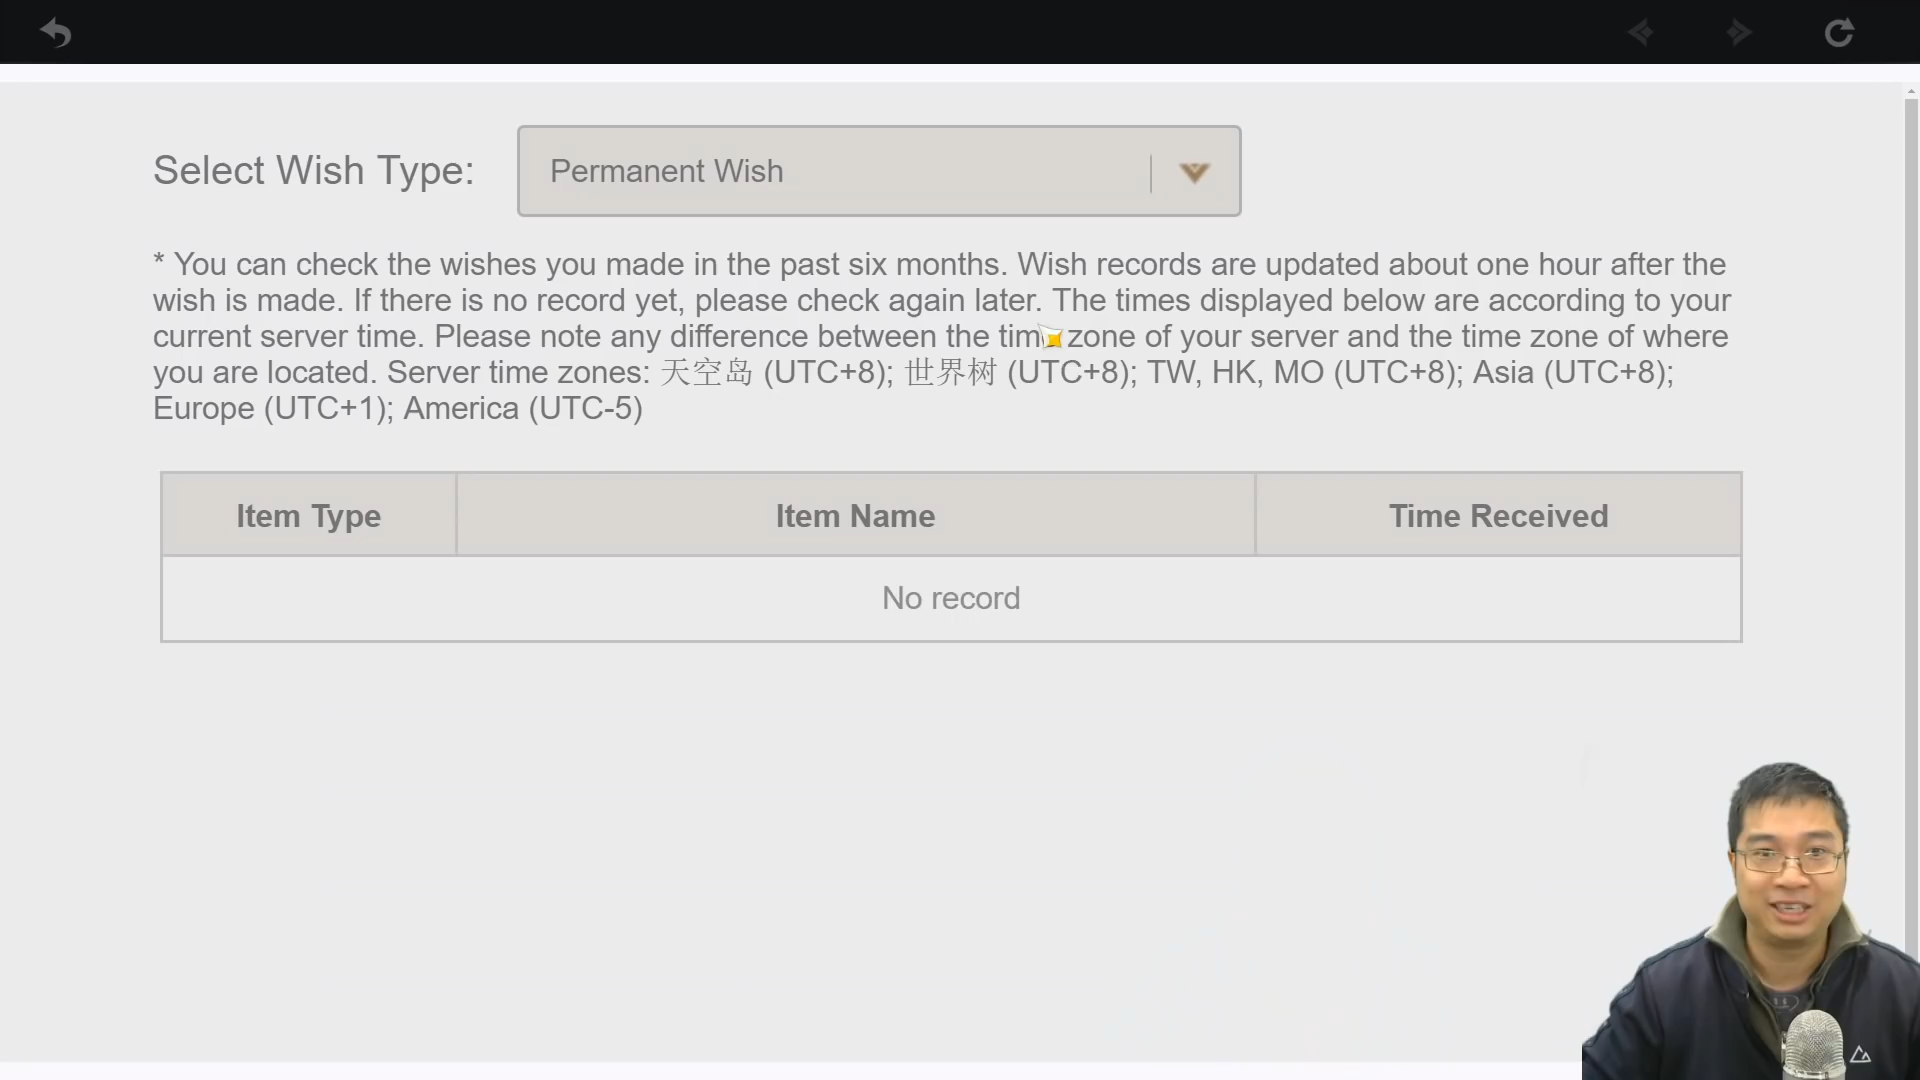 Select Wish Type:
Permanent Wish
* You can check the wishes you made in the past six months. Wish records are updated about one hour after the
wish is made. If there is no record yet, please check again later. The times displayed below are according to your
current server time. Please note any difference between the time zone of your server and the time zone of where
you are located. Server time zones: 天空岛 (UTC+8); 世界树 (UTC+8); TW, HK, MO (UTC+8); Asia (UTC+8);
Europe (UTC+1); America (UTC-5)
Item Type
Item Name
Time Received
No record